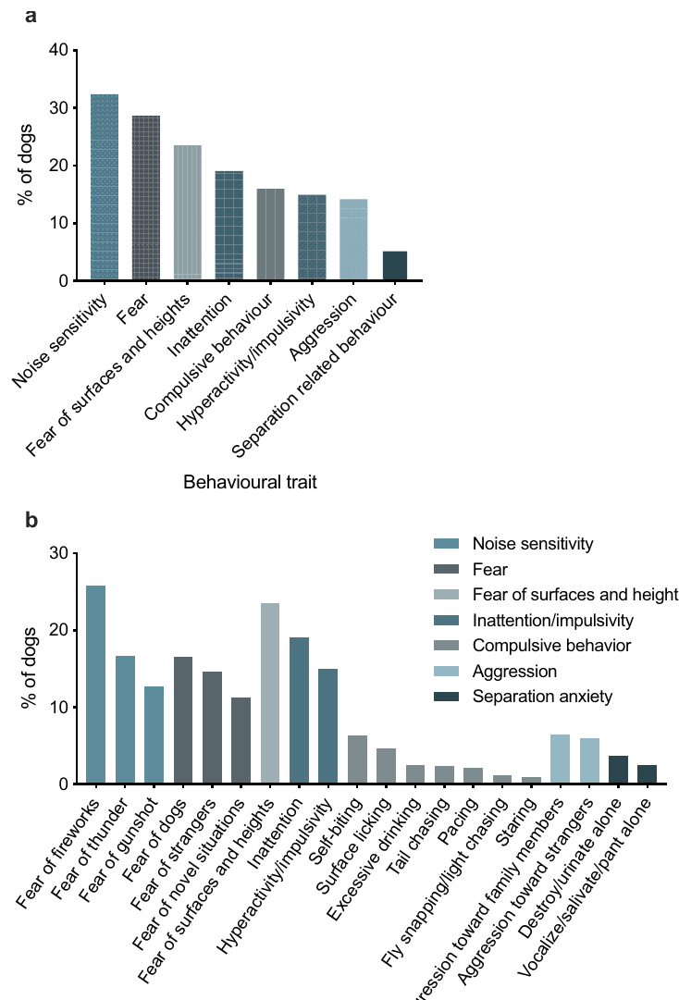 a
40
30
20
10
0
% of dogs
Noise sensitivity
Fear
Fear of surfaces and heights
Inattention
Compulsive behaviour
Hyperactivity/impulsivity
Aggression
Separation related behaviour
Behavioural trait
b
30
20
10
0
% of dogs
Noise sensitivity
Fear
Fear of surfaces and height
Inattention/impulsivity
Compulsive behavior
Aggression
Separation anxiety
Fear of fireworks
Fear of thunder
Fear of gunshot
Fear of dogs
Fear of strangers
Fear of novel situations
Fear of surfaces and heights
Inattention
Hyperactivity/impulsivity
Self-biting
Surface licking
Excessive drinking
Tail chasing
Pacing
Fly snapping/light chasing
Staring
ression toward family members
Aggression toward strangers
Destroy/urinate alone
Vocalize/salivate/pant alone